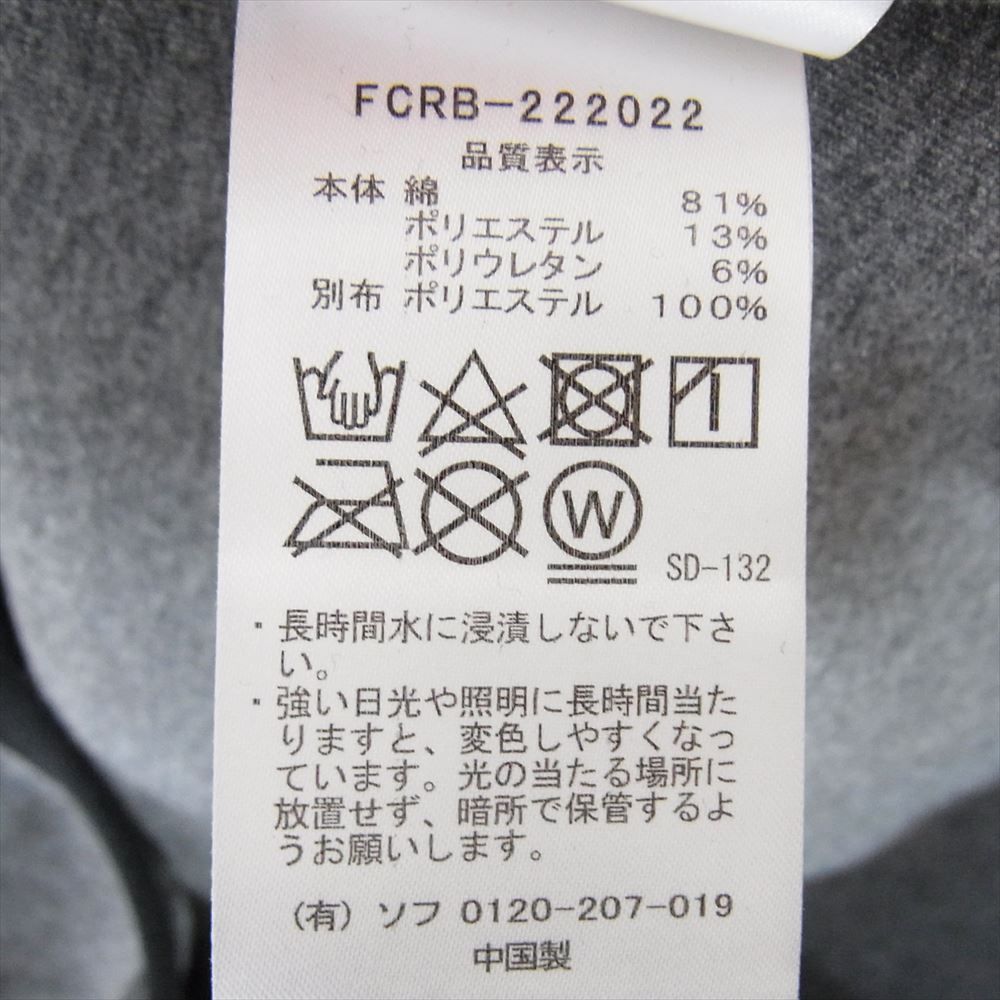 FCRB-222022
品質表示
本体 綿 81%
ポリエステル 13%
ポリウレタン 6%
別布 ポリエステル 100%
W
SD-132
・長時間水に浸漬しないで下さ
い。
・強い日光や照明に長時間当た
りますと、変色しやすくなっ
ています。光の当たる場所に
放置せず、暗所で保管するよ
うお願いします。
(有) ソフ 0120-207-019
中国製